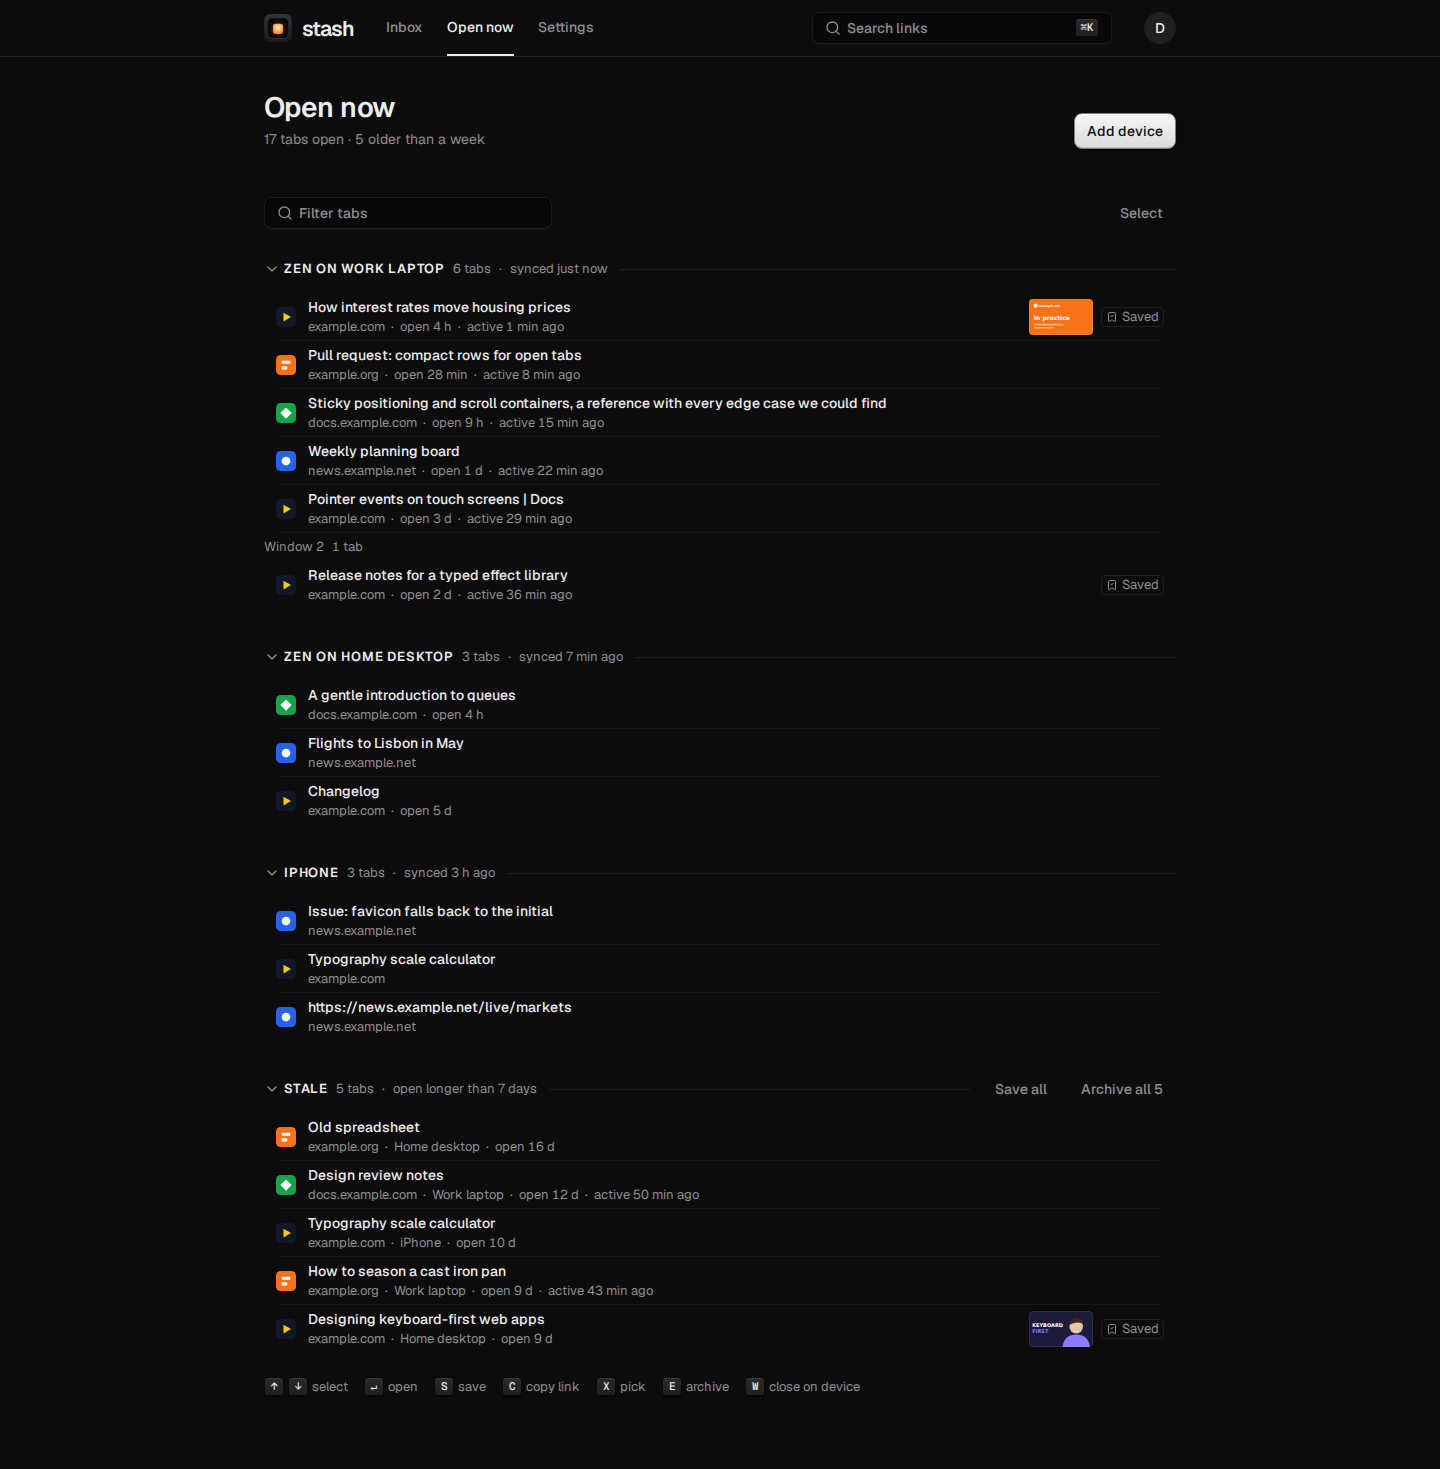 stash Inbox Open now Settings Search links ⌘K D
Open now
17 tabs open · 5 older than a week
Add device
Filter tabs
Select
ZEN ON WORK LAPTOP 6 tabs · synced just now
How interest rates move housing prices
example.com · open 4 h · active 1 min ago
example.net
In practice
Saved
Pull request: compact rows for open tabs
example.org · open 28 min · active 8 min ago
Sticky positioning and scroll containers, a reference with every edge case we could find
docs.example.com · open 9 h · active 15 min ago
Weekly planning board
news.example.net · open 1 d · active 22 min ago
Pointer events on touch screens | Docs
example.com · open 3 d · active 29 min ago
Window 2 1 tab
Release notes for a typed effect library
example.com · open 2 d · active 36 min ago
Saved
ZEN ON HOME DESKTOP 3 tabs · synced 7 min ago
A gentle introduction to queues
docs.example.com · open 4 h
Flights to Lisbon in May
news.example.net
Changelog
example.com · open 5 d
IPHONE 3 tabs · synced 3 h ago
Issue: favicon falls back to the initial
news.example.net
Typography scale calculator
example.com
https://news.example.net/live/markets
news.example.net
STALE 5 tabs · open longer than 7 days Save all Archive all 5
Old spreadsheet
example.org · Home desktop · open 16 d
Design review notes
docs.example.com · Work laptop · open 12 d · active 50 min ago
Typography scale calculator
example.com · iPhone · open 10 d
How to season a cast iron pan
example.org · Work laptop · open 9 d · active 43 min ago
Designing keyboard-first web apps
example.com · Home desktop · open 9 d
KEYBOARD
FIRST
Saved
↑ ↓ select ↵ open S save C copy link X pick E archive W close on device